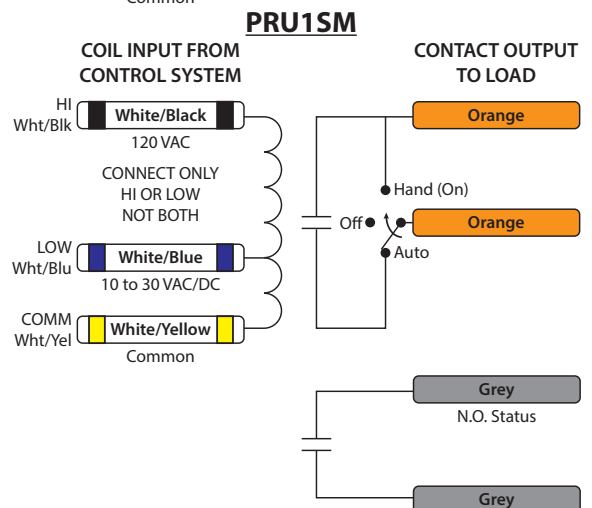 Common
PRU1SM
COIL INPUT FROM
CONTROL SYSTEM
CONTACT OUTPUT
TO LOAD
HI
Wht/Blk
White/Black
120 VAC
Orange
CONNECT ONLY
HI OR LOW
NOT BOTH
Hand (On)
Off
Orange
Auto
LOW
Wht/Blu
White/Blue
10 to 30 VAC/DC
COMM
Wht/Yel
White/Yellow
Common
Grey
N.O. Status
Grey